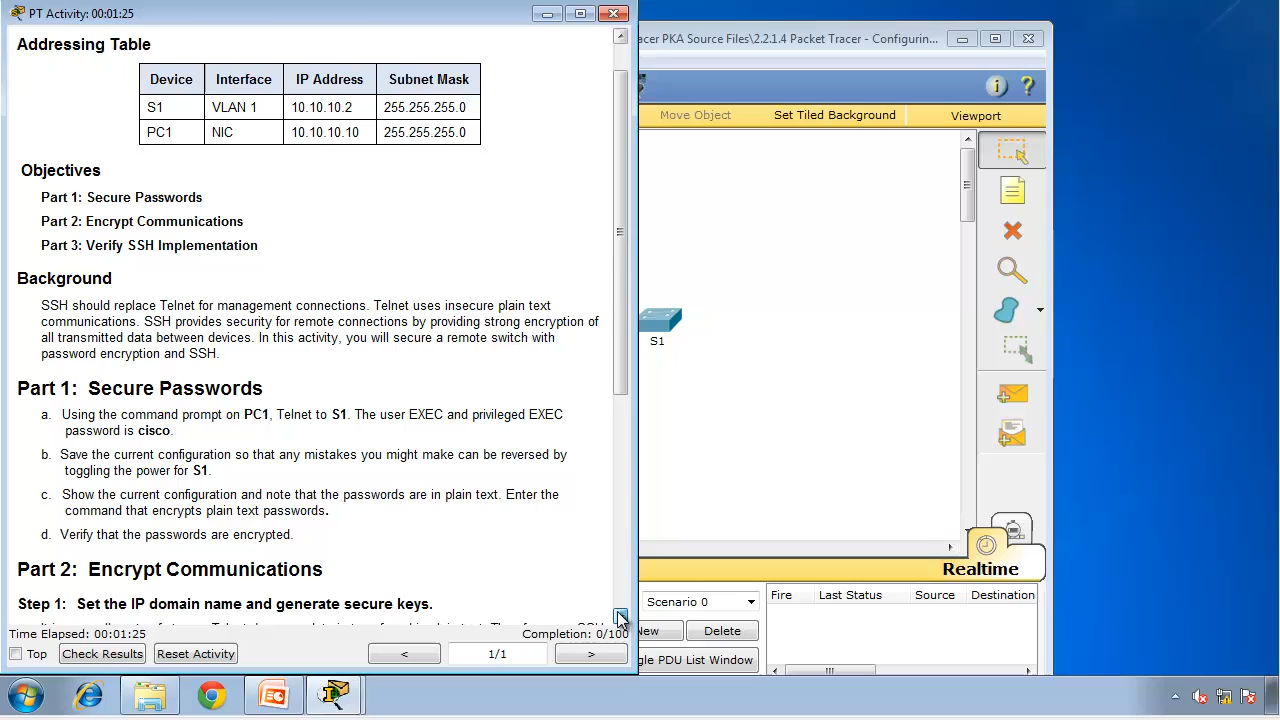 PT Activity: 00:01:25
acer PKA Source Files\2.2.1.4 Packet Tracer - Configurin...
Move Object Set Tiled Background Viewport
Addressing Table
Device Interface IP Address Subnet Mask
S1 VLAN 1 10.10.10.2 255.255.255.0
PC1 NIC 10.10.10.10 255.255.255.0
Objectives
Part 1: Secure Passwords
Part 2: Encrypt Communications
Part 3: Verify SSH Implementation
Background
SSH should replace Telnet for management connections. Telnet uses insecure plain text
communications. SSH provides security for remote connections by providing strong encryption of
all transmitted data between devices. In this activity, you will secure a remote switch with
password encryption and SSH.
Part 1: Secure Passwords
a. Using the command prompt on PC1, Telnet to S1. The user EXEC and privileged EXEC
password is cisco.
b. Save the current configuration so that any mistakes you might make can be reversed by
toggling the power for S1.
c. Show the current configuration and note that the passwords are in plain text. Enter the
command that encrypts plain text passwords.
d. Verify that the passwords are encrypted.
Part 2: Encrypt Communications
Step 1: Set the IP domain name and generate secure keys.
Time Elapsed: 00:01:25 Completion: 0/100
Top Check Results Reset Activity < 1/1 >
S1
Realtime
Scenario 0
New Delete
gle PDU List Window
Fire Last Status Source Destination